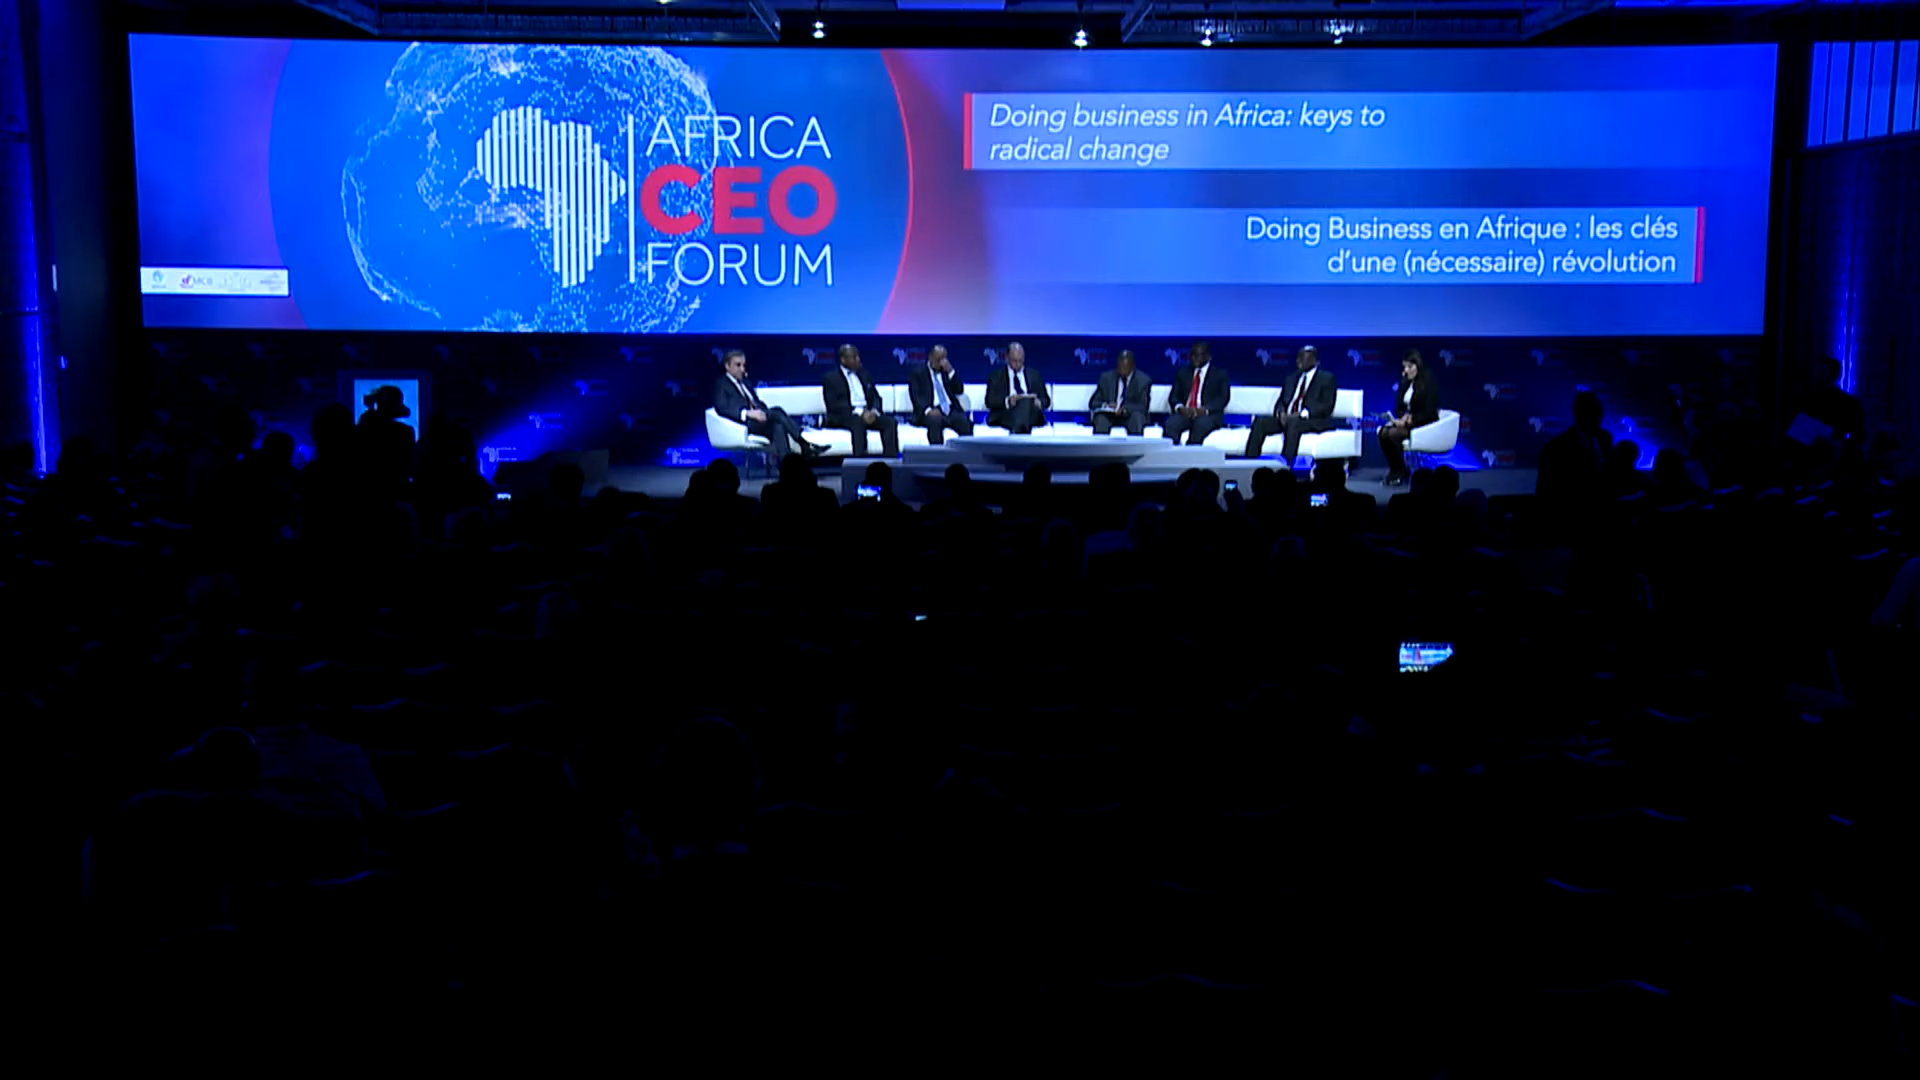 AFRICA
CEO
FORUM
Doing business in Africa: keys to
radical change
Doing Business en Afrique : les clés
d'une (nécessaire) révolution